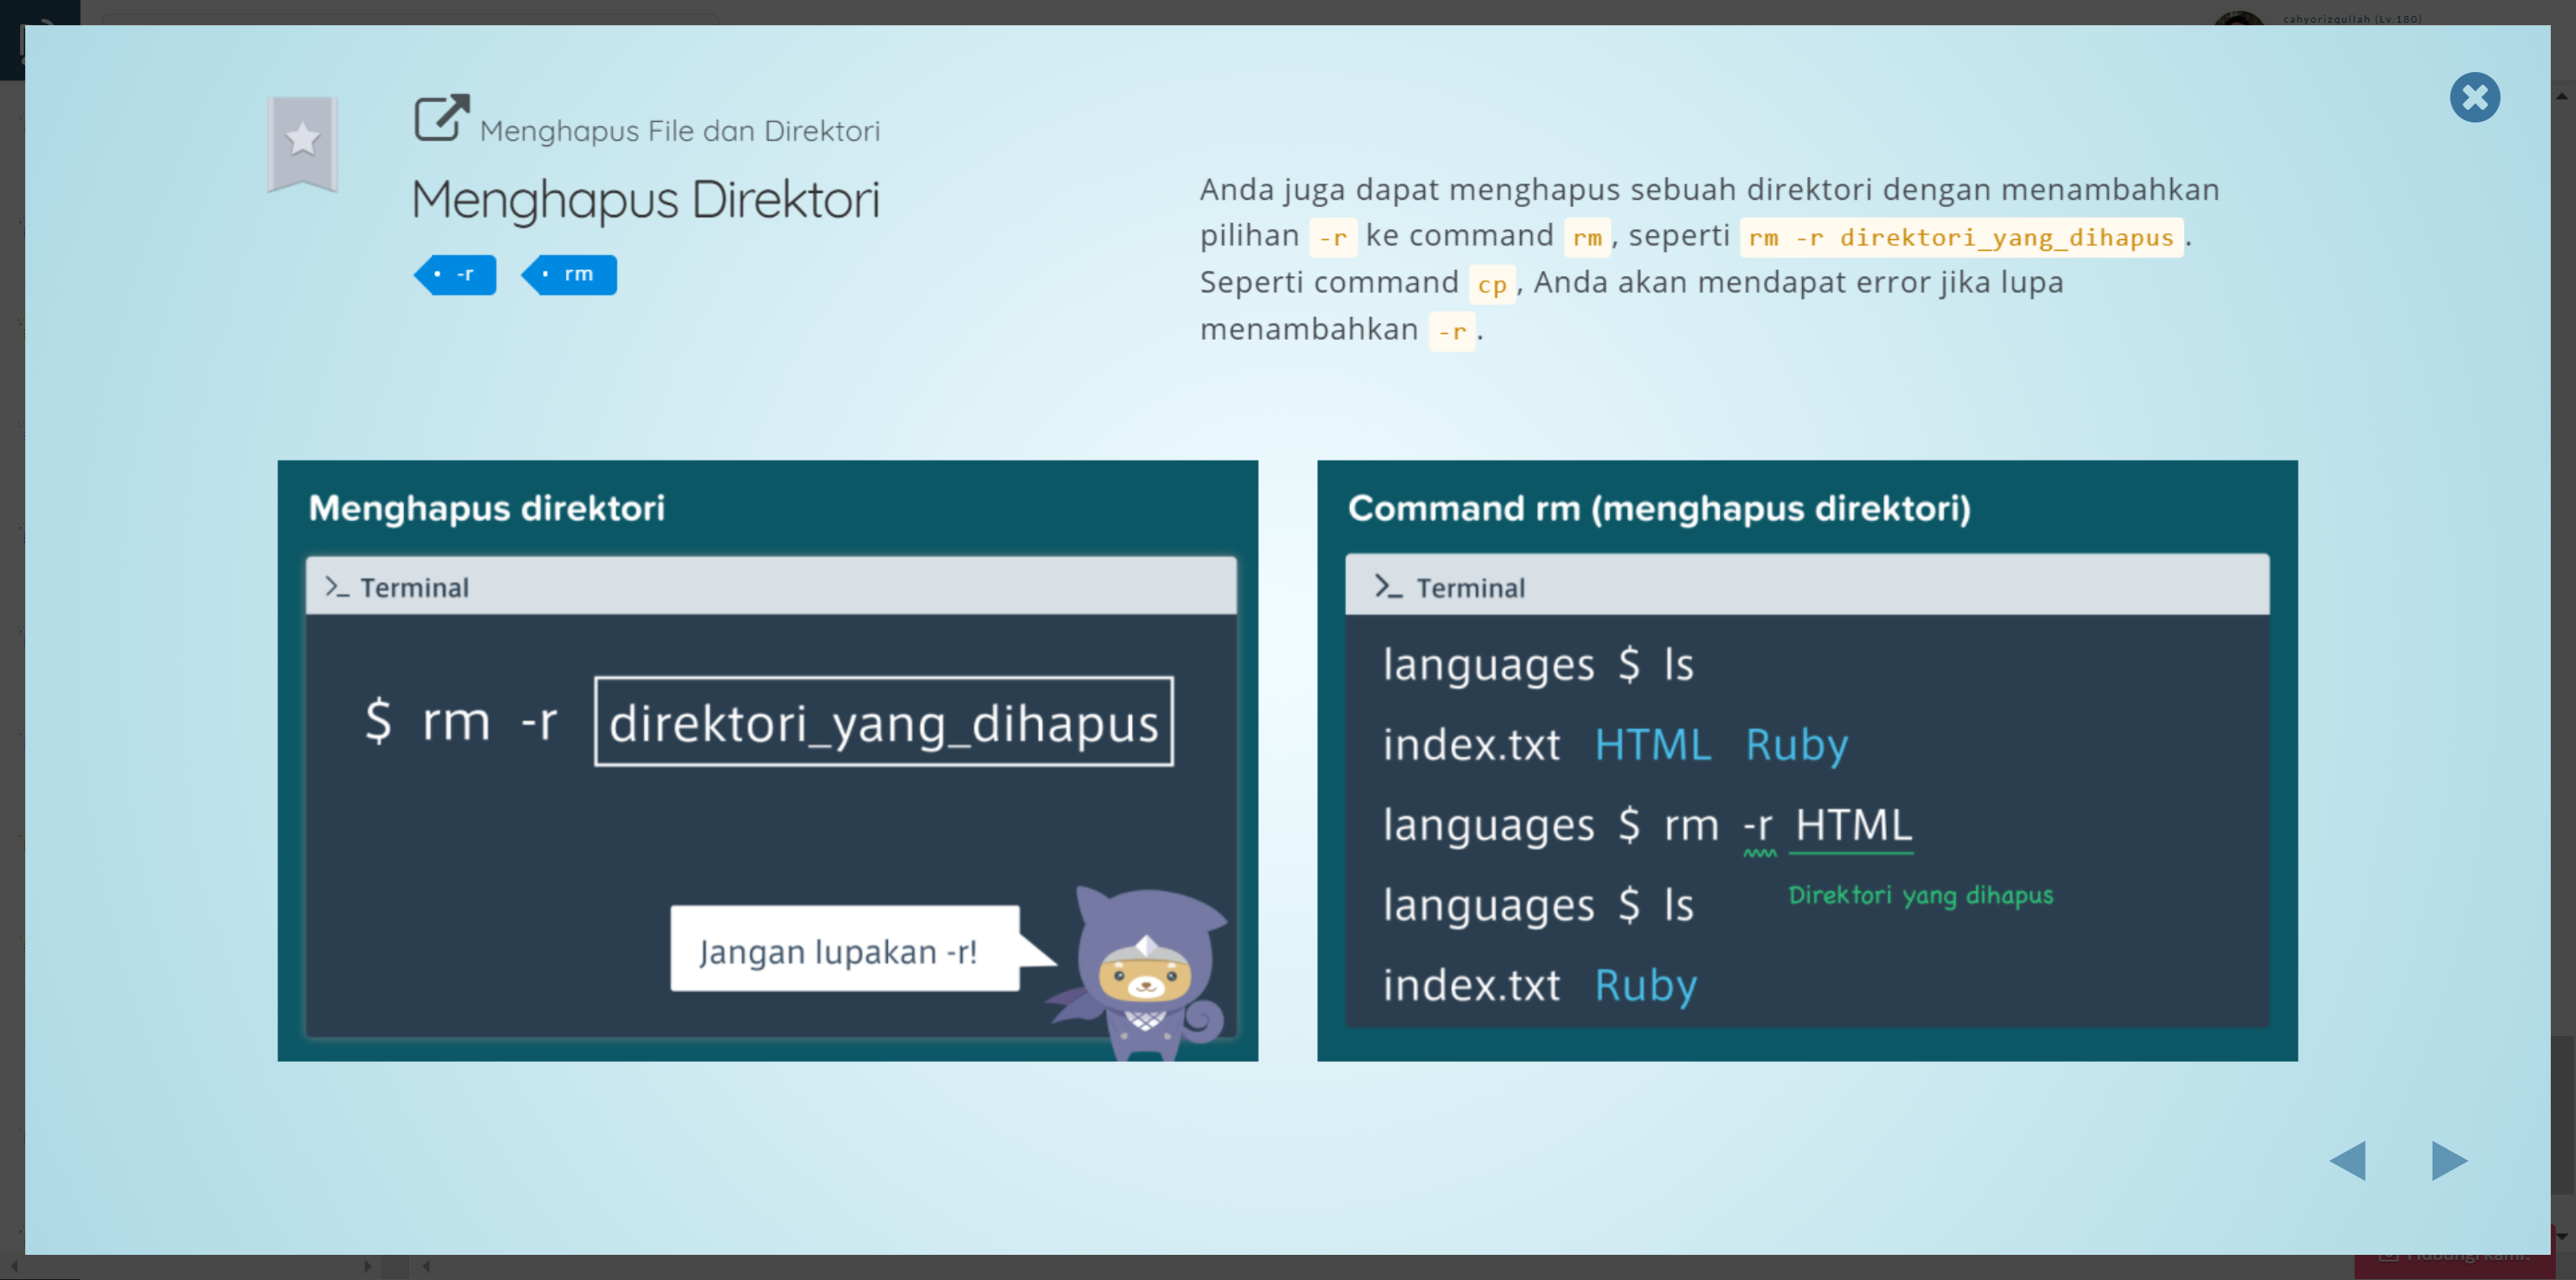 cahyorizqullah (Lv.180)
Menghapus File dan Direktori
Menghapus Direktori
-r rm
Anda juga dapat menghapus sebuah direktori dengan menambahkan
pilihan -r ke command rm, seperti rm -r direktori_yang_dihapus.
Seperti command cp, Anda akan mendapat error jika lupa
menambahkan -r.
Menghapus direktori
>_ Terminal
$ rm -r direktori_yang_dihapus
Jangan lupakan -r!
Command rm (menghapus direktori)
>_ Terminal
languages $ ls
index.txt HTML Ruby
languages $ rm -r HTML
Direktori yang dihapus
languages $ ls
index.txt Ruby